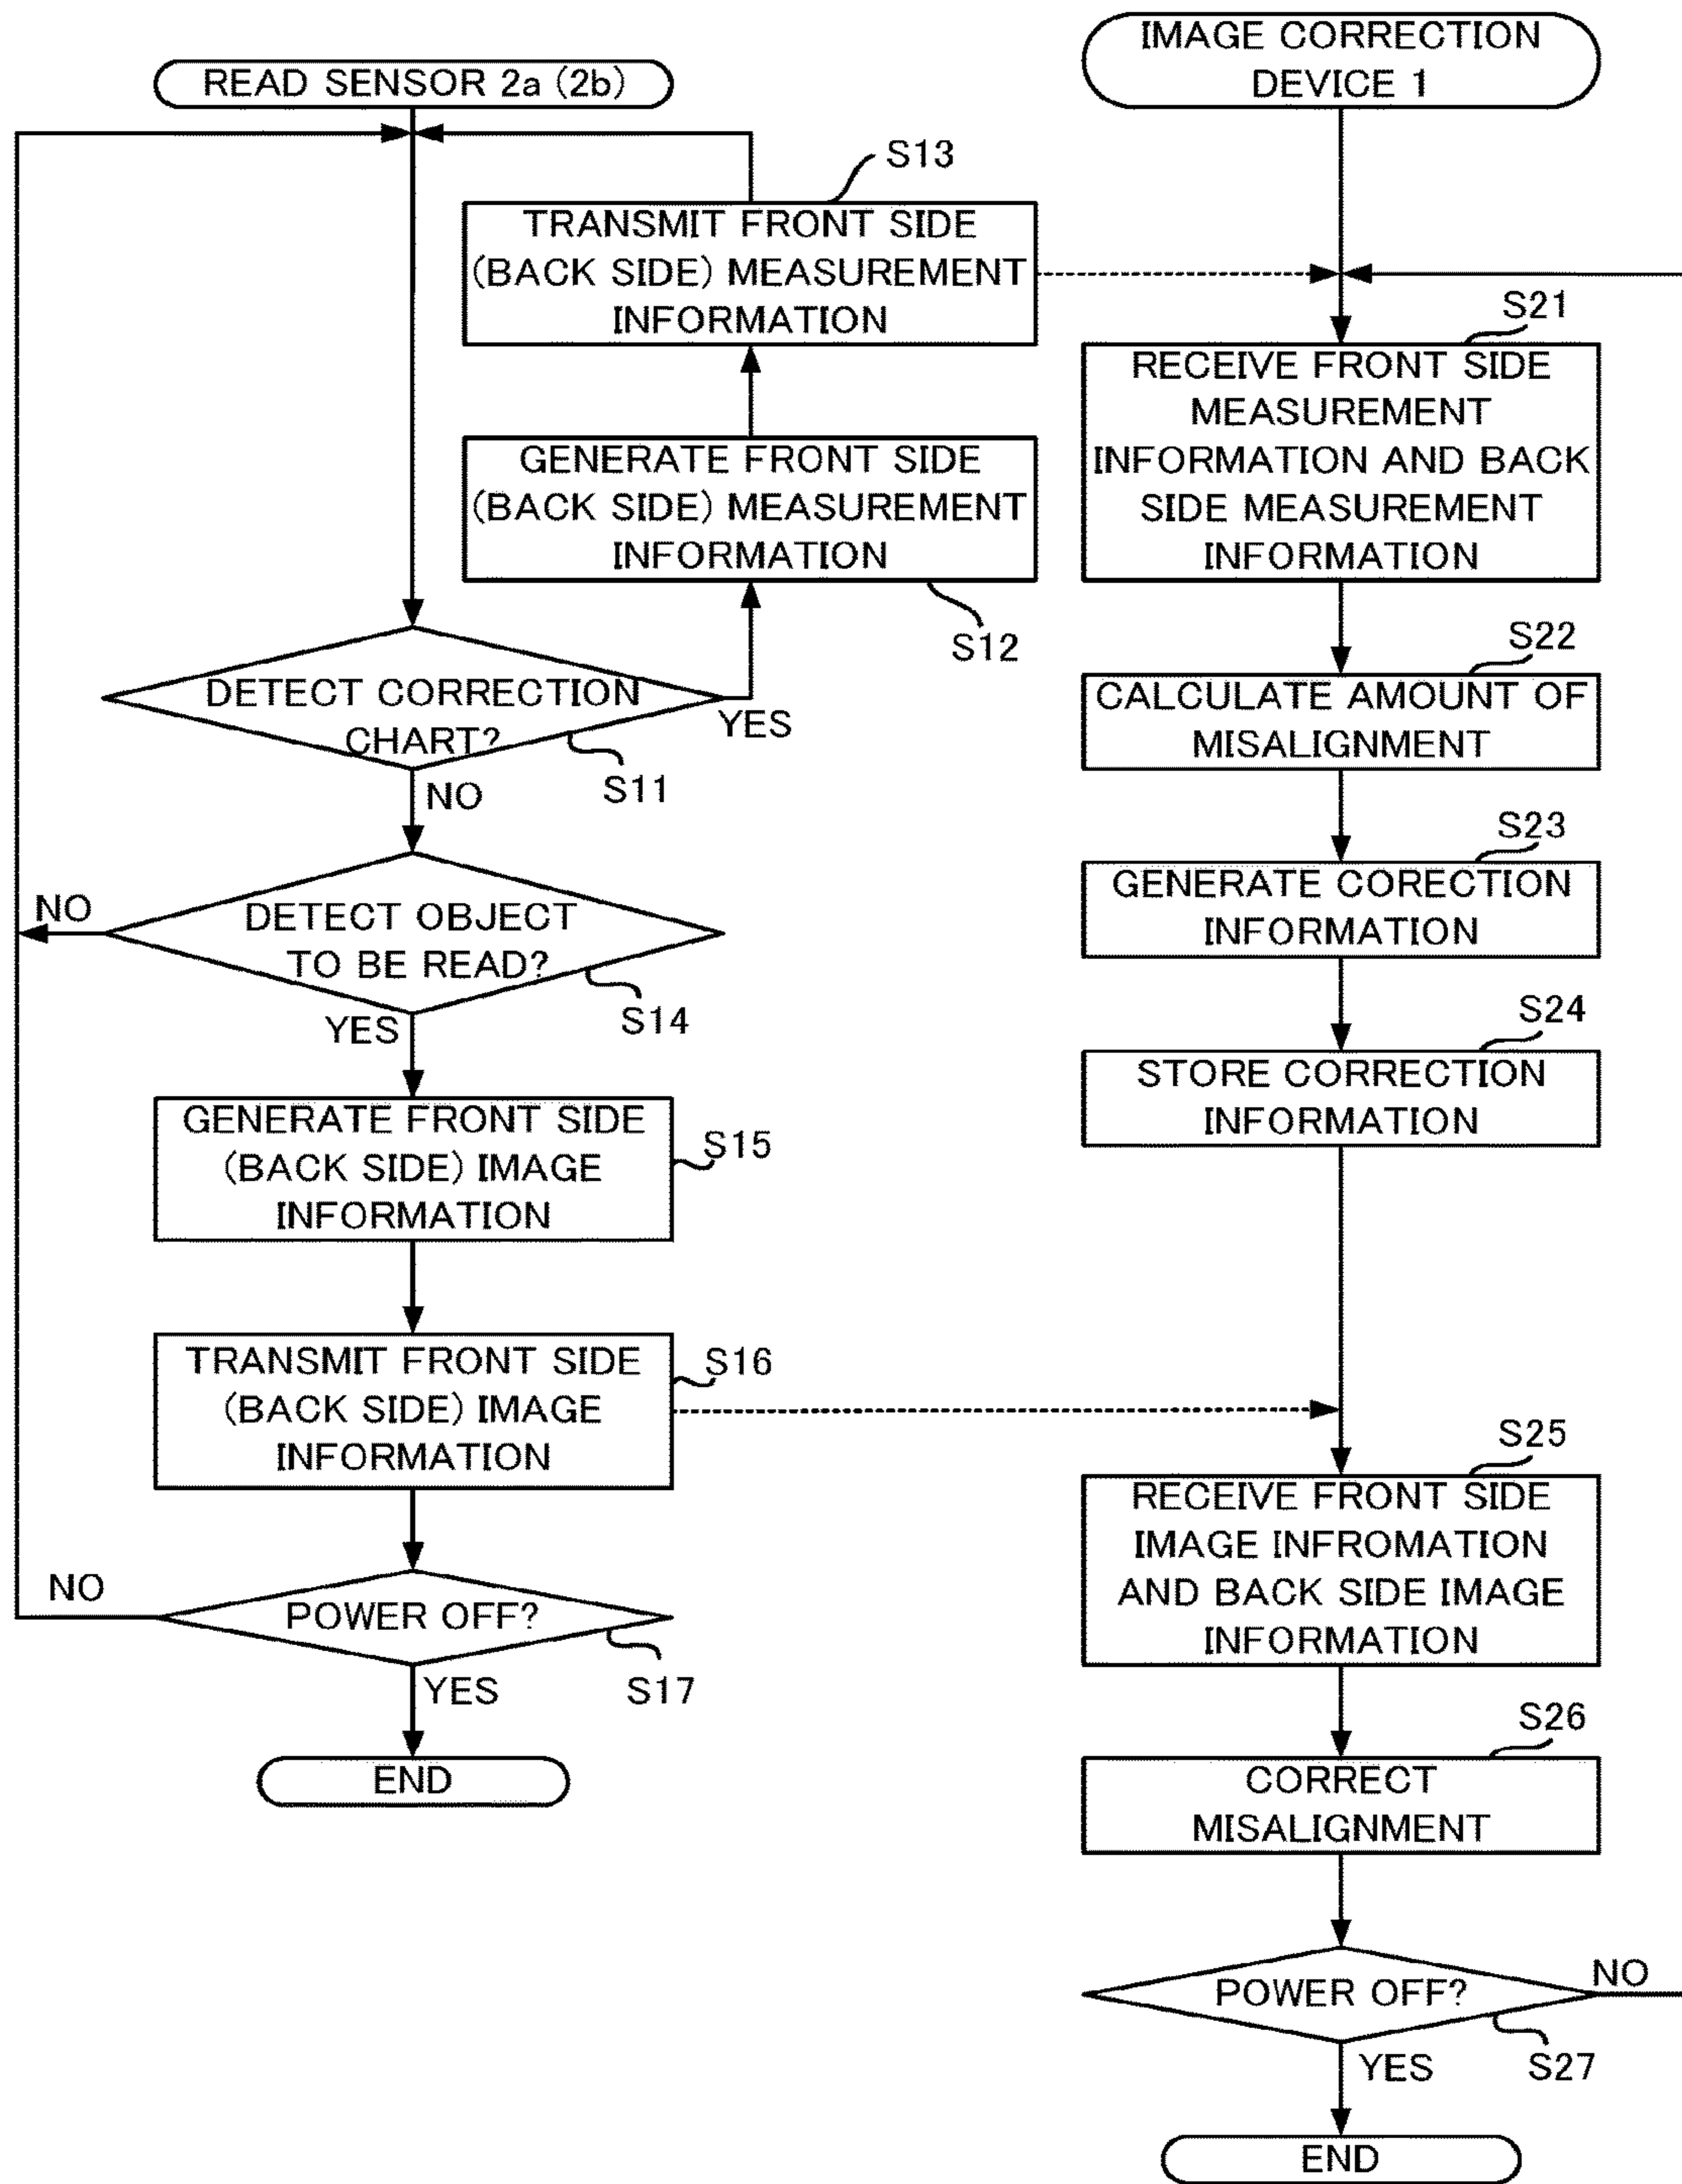 READ SENSOR 2a (2b)
S13
TRANSMIT FRONT SIDE
(BACK SIDE) MEASUREMENT
INFORMATION
GENERATE FRONT SIDE
(BACK SIDE) MEASUREMENT
INFORMATION
S12
DETECT CORRECTION
CHART?
YES
S11
NO
DETECT OBJECT
TO BE READ?
NO
S14
YES
GENERATE FRONT SIDE
(BACK SIDE) IMAGE
INFORMATION
S15
TRANSMIT FRONT SIDE
(BACK SIDE) IMAGE
INFORMATION
S16
NO
POWER OFF?
S17
YES
END
IMAGE CORRECTION
DEVICE 1
S21
RECEIVE FRONT SIDE
MEASUREMENT
INFORMATION AND BACK
SIDE MEASUREMENT
INFORMATION
S22
CALCULATE AMOUNT OF
MISALIGNMENT
S23
GENERATE CORECTION
INFORMATION
S24
STORE CORRECTION
INFORMATION
S25
RECEIVE FRONT SIDE
IMAGE INFROMATION
AND BACK SIDE IMAGE
INFORMATION
S26
CORRECT
MISALIGNMENT
POWER OFF?
NO
S27
YES
END